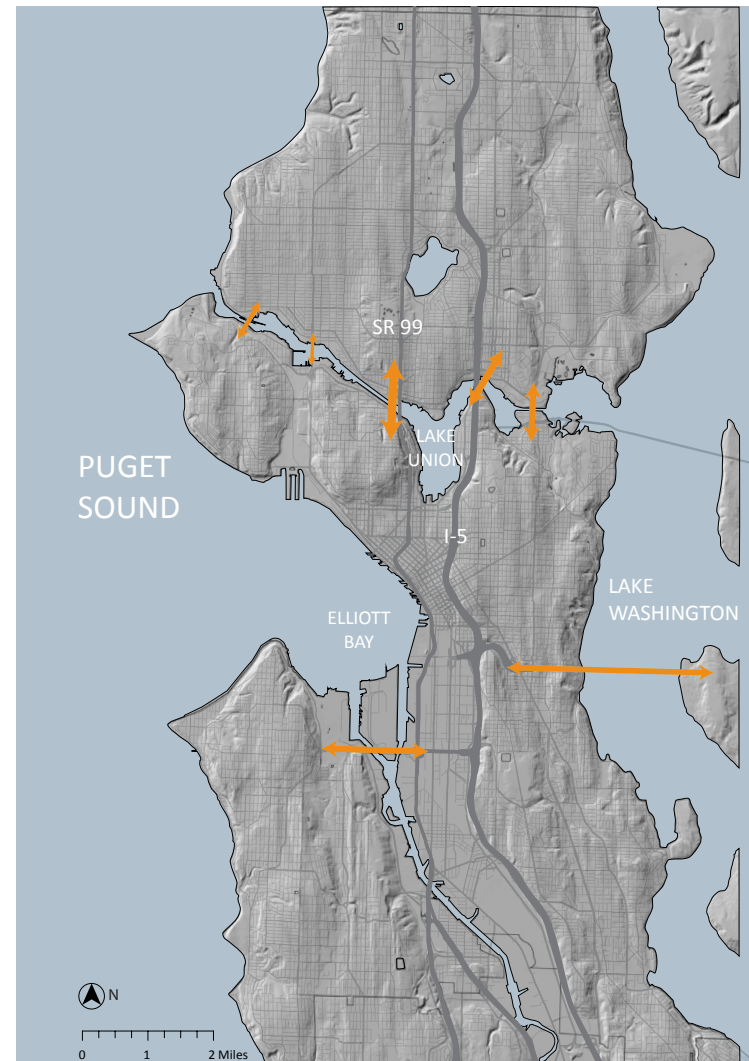 SR 99
LAKE
UNION
PUGET
SOUND
I-5
LAKE
WASHINGTON
ELLIOTT
BAY
N
0 1 2 Miles